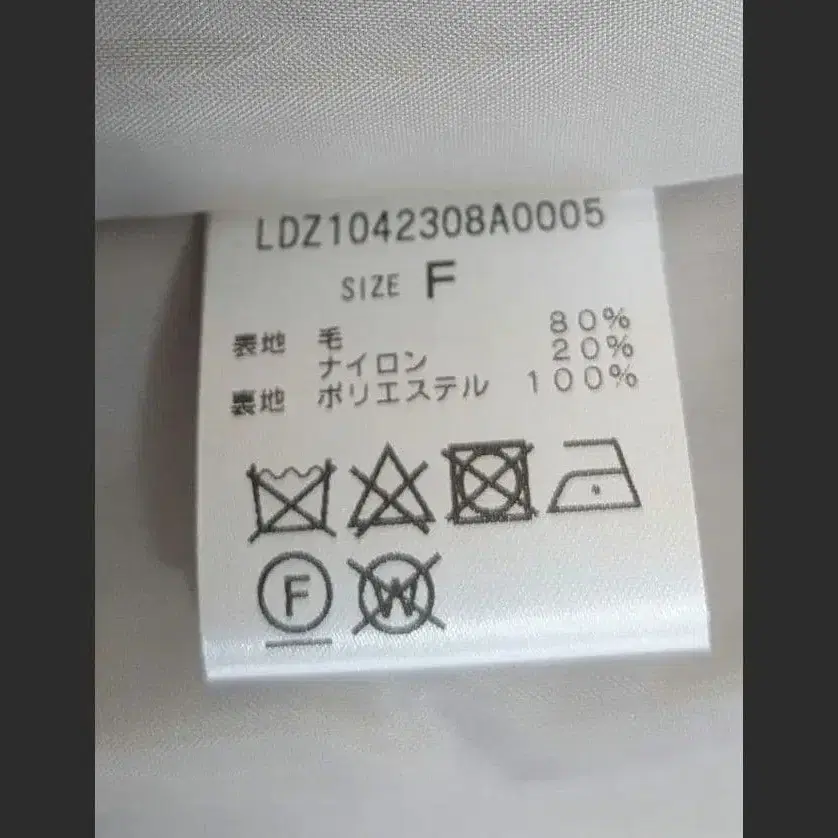 LDZ1042308A0005
SIZE F
表地 毛 80%
ナイロン 20%
裏地 ポリエステル 100%
F
W